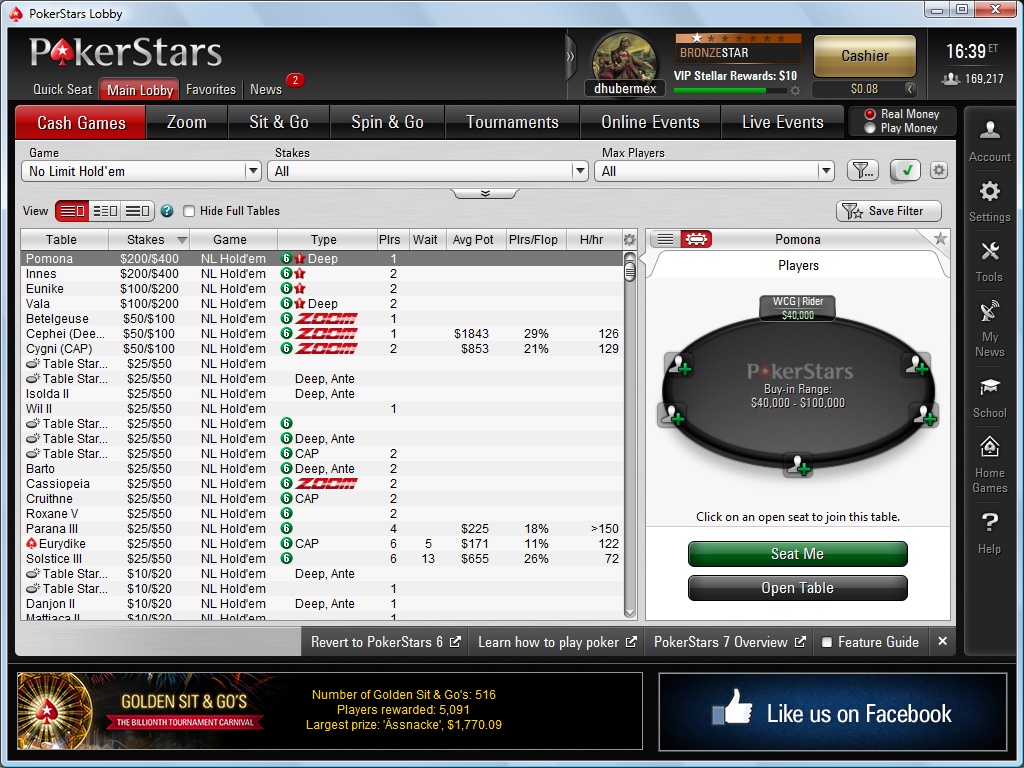 PokerStars Lobby
PokerStars
Quick Seat Main Lobby Favorites News 2
dhubermex
BRONZESTAR
VIP Stellar Rewards: $10
Cashier
$0.08
16:39 ET
169,217
Cash Games Zoom Sit & Go Spin & Go Tournaments Online Events Live Events
Real Money
Play Money
Game Stakes Max Players
No Limit Hold'em All All
View Hide Full Tables Save Filter
Table Stakes Game Type Plrs Wait Avg Pot Plrs/Flop H/hr
Pomona $200/$400 NL Hold'em 6 Deep 1
Innes $200/$400 NL Hold'em 6 2
Eunike $100/$200 NL Hold'em 6 2
Vala $100/$200 NL Hold'em 6 Deep 2
Betelgeuse $50/$100 NL Hold'em 6 ZOOM 1
Cephei (Dee... $50/$100 NL Hold'em 6 ZOOM 1 $1843 29% 126
Cygni (CAP) $50/$100 NL Hold'em 6 ZOOM 2 $853 21% 129
Table Star... $25/$50 NL Hold'em
Table Star... $25/$50 NL Hold'em Deep, Ante
Isolda II $25/$50 NL Hold'em Deep, Ante
Wil II $25/$50 NL Hold'em 1
Table Star... $25/$50 NL Hold'em 6
Table Star... $25/$50 NL Hold'em 6 Deep, Ante
Table Star... $25/$50 NL Hold'em 6 CAP 2
Barto $25/$50 NL Hold'em 6 Deep, Ante 2
Cassiopeia $25/$50 NL Hold'em 6 ZOOM 2
Cruithne $25/$50 NL Hold'em 6 CAP 2
Roxane V $25/$50 NL Hold'em 6 2
Parana III $25/$50 NL Hold'em 6 4 $225 18% >150
Eurydike $25/$50 NL Hold'em 6 CAP 6 5 $171 11% 122
Solstice III $25/$50 NL Hold'em 6 6 13 $655 26% 72
Table Star... $10/$20 NL Hold'em Deep, Ante
Table Star... $10/$20 NL Hold'em 1
Danjon II $10/$20 NL Hold'em Deep, Ante 1
Mattiaca II $10/$20 NL Hold'em 1
Pomona
Players
WCG | Rider
$40,000
PokerStars
Buy-in Range:
$40,000 - $100,000
Click on an open seat to join this table.
Seat Me
Open Table
Account
Settings
Tools
My
News
School
Home
Games
?
Help
Revert to PokerStars 6 Learn how to play poker PokerStars 7 Overview Feature Guide
GOLDEN SIT & GO'S
THE BILLIONTH TOURNAMENT CARNIVAL
Number of Golden Sit & Go's: 516
Players rewarded: 5,091
Largest prize: 'Ässnacke', $1,770.09
Like us on Facebook